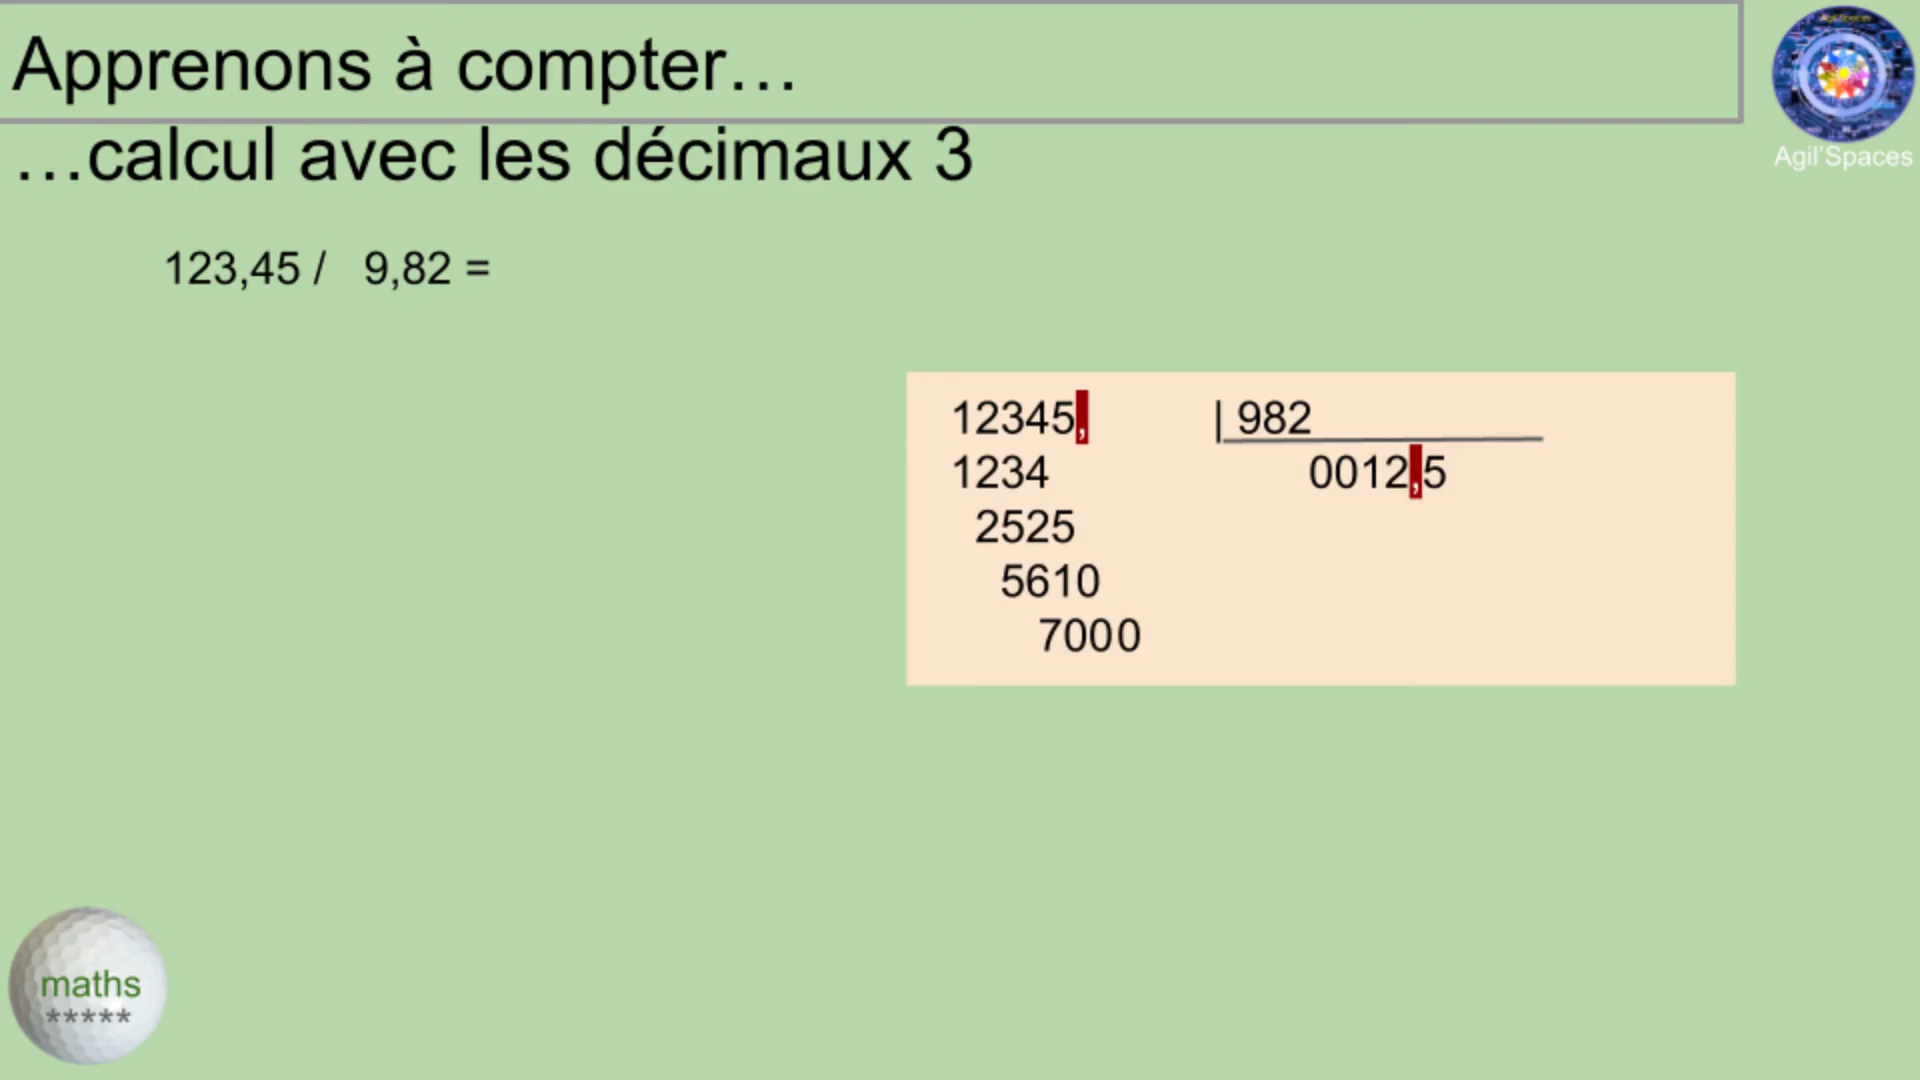 Apprenons à compter…
…calcul avec les décimaux 3
Agil'Spaces
123,45 / 9,82 =
12345, | 982
1234 0012,5
2525
5610
7000
maths
*****